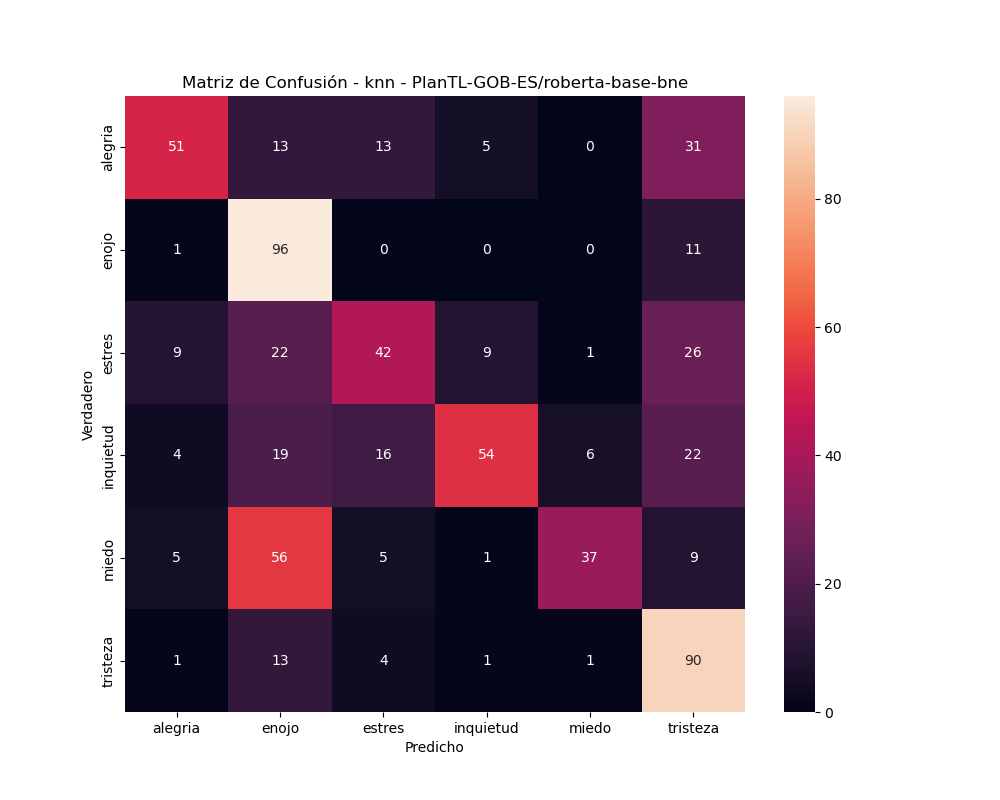 Matriz de Confusión - knn - PlanTL-GOB-ES/roberta-base-bne
alegria 51 13 13 5 0 31
enojo 1 96 0 0 0 11
estres 9 22 42 9 1 26
inquietud 4 19 16 54 6 22
miedo 5 56 5 1 37 9
tristeza 1 13 4 1 1 90
Verdadero
alegria enojo estres inquietud miedo tristeza
Predicho
80
60
40
20
0